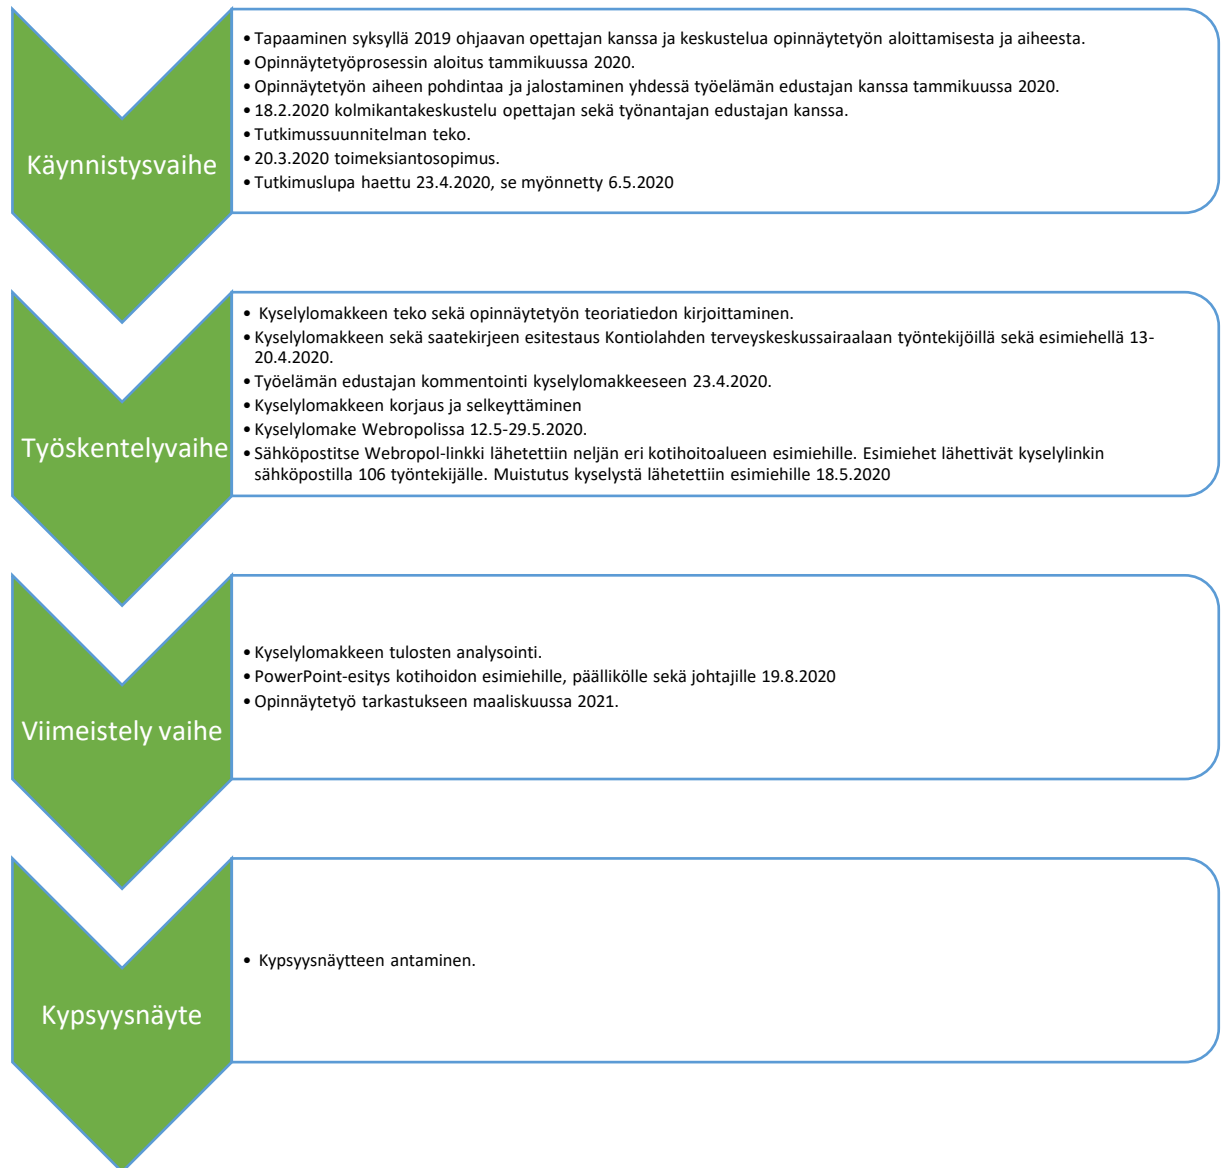 Käynnistysvaihe
• Tapaaminen syksyllä 2019 ohjaavan opettajan kanssa ja keskustelua opinnäytetyön aloittamisesta ja aiheesta.
• Opinnäytetyöprosessin aloitus tammikuussa 2020.
• Opinnäytetyön aiheen pohdintaa ja jalostaminen yhdessä työelämän edustajan kanssa tammikuussa 2020.
• 18.2.2020 kolmikantakeskustelu opettajan sekä työnantajan edustajan kanssa.
• Tutkimussuunnitelman teko.
• 20.3.2020 toimeksiantosopimus.
• Tutkimuslupa haettu 23.4.2020, se myönnetty 6.5.2020
Työskentelyvaihe
• Kyselylomakkeen teko sekä opinnäytetyön teoriatiedon kirjoittaminen.
• Kyselylomakkeen sekä saatekirjeen esitestaus Kontiolahden terveyskeskussairaalaan työntekijöillä sekä esimiehellä 13-
20.4.2020.
• Työelämän edustajan kommentointi kyselylomakkeeseen 23.4.2020.
• Kyselylomakkeen korjaus ja selkeyttäminen
• Kyselylomake Webropolissa 12.5-29.5.2020.
• Sähköpostitse Webropol-linkki lähetettiin neljän eri kotihoitoalueen esimiehille. Esimiehet lähettivät kyselylinkin
sähköpostilla 106 työntekijälle. Muistutus kyselystä lähetettiin esimiehille 18.5.2020
Viimeistely vaihe
• Kyselylomakkeen tulosten analysointi.
• PowerPoint-esitys kotihoidon esimiehille, päällikölle sekä johtajille 19.8.2020
• Opinnäytetyö tarkastukseen maaliskuussa 2021.
Kypsyysnäyte
• Kypsyysnäytteen antaminen.